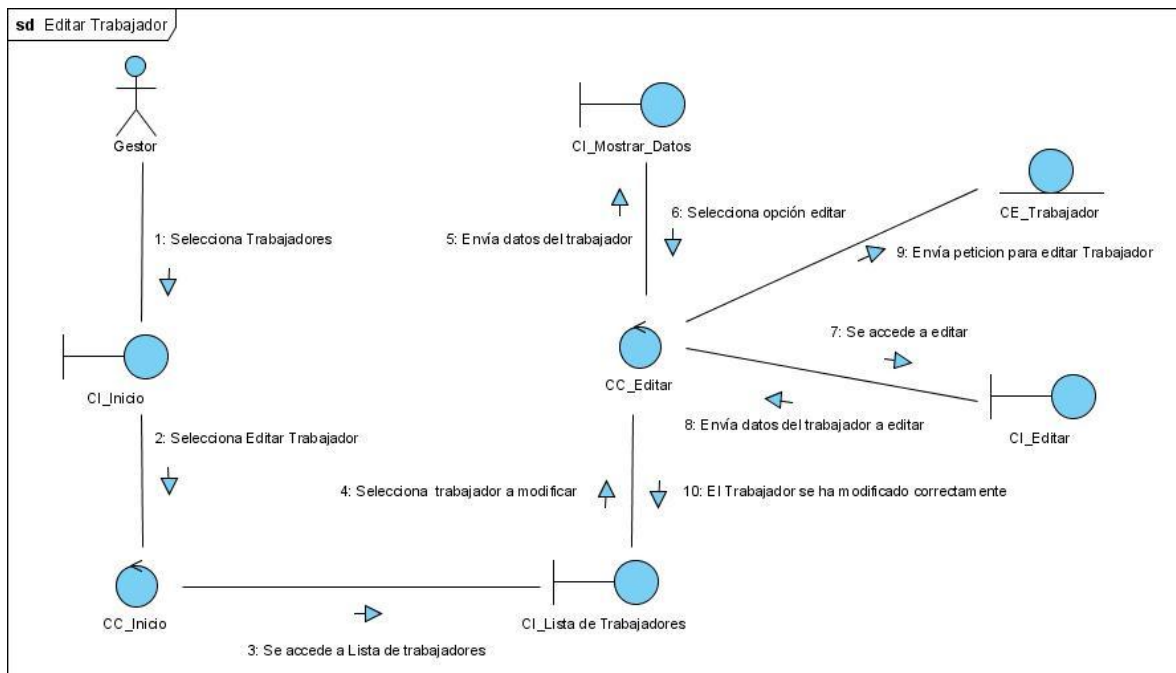 sd Editar Trabajador
Gestor
CI_Mostrar_Datos
CE_Trabajador
1: Selecciona Trabajadores
5: Envía datos del trabajador
6: Selecciona opción editar
9: Envía peticion para editar Trabajador
7: Se accede a editar
CI_Inicio
CC_Editar
8: Envía datos del trabajador a editar
CI_Editar
2: Selecciona Editar Trabajador
4: Selecciona trabajador a modificar
10: El Trabajador se ha modificado correctamente
CC_Inicio
CI_Lista de Trabajadores
3: Se accede a Lista de trabajadores